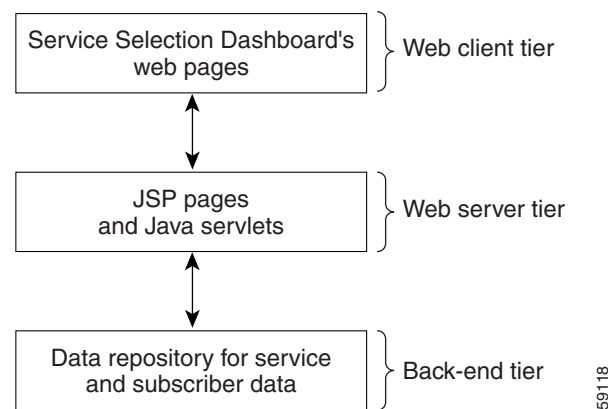 Service Selection Dashboard's
web pages
Web client tier
JSP pages
and Java servlets
Web server tier
Data repository for service
and subscriber data
Back-end tier
59118